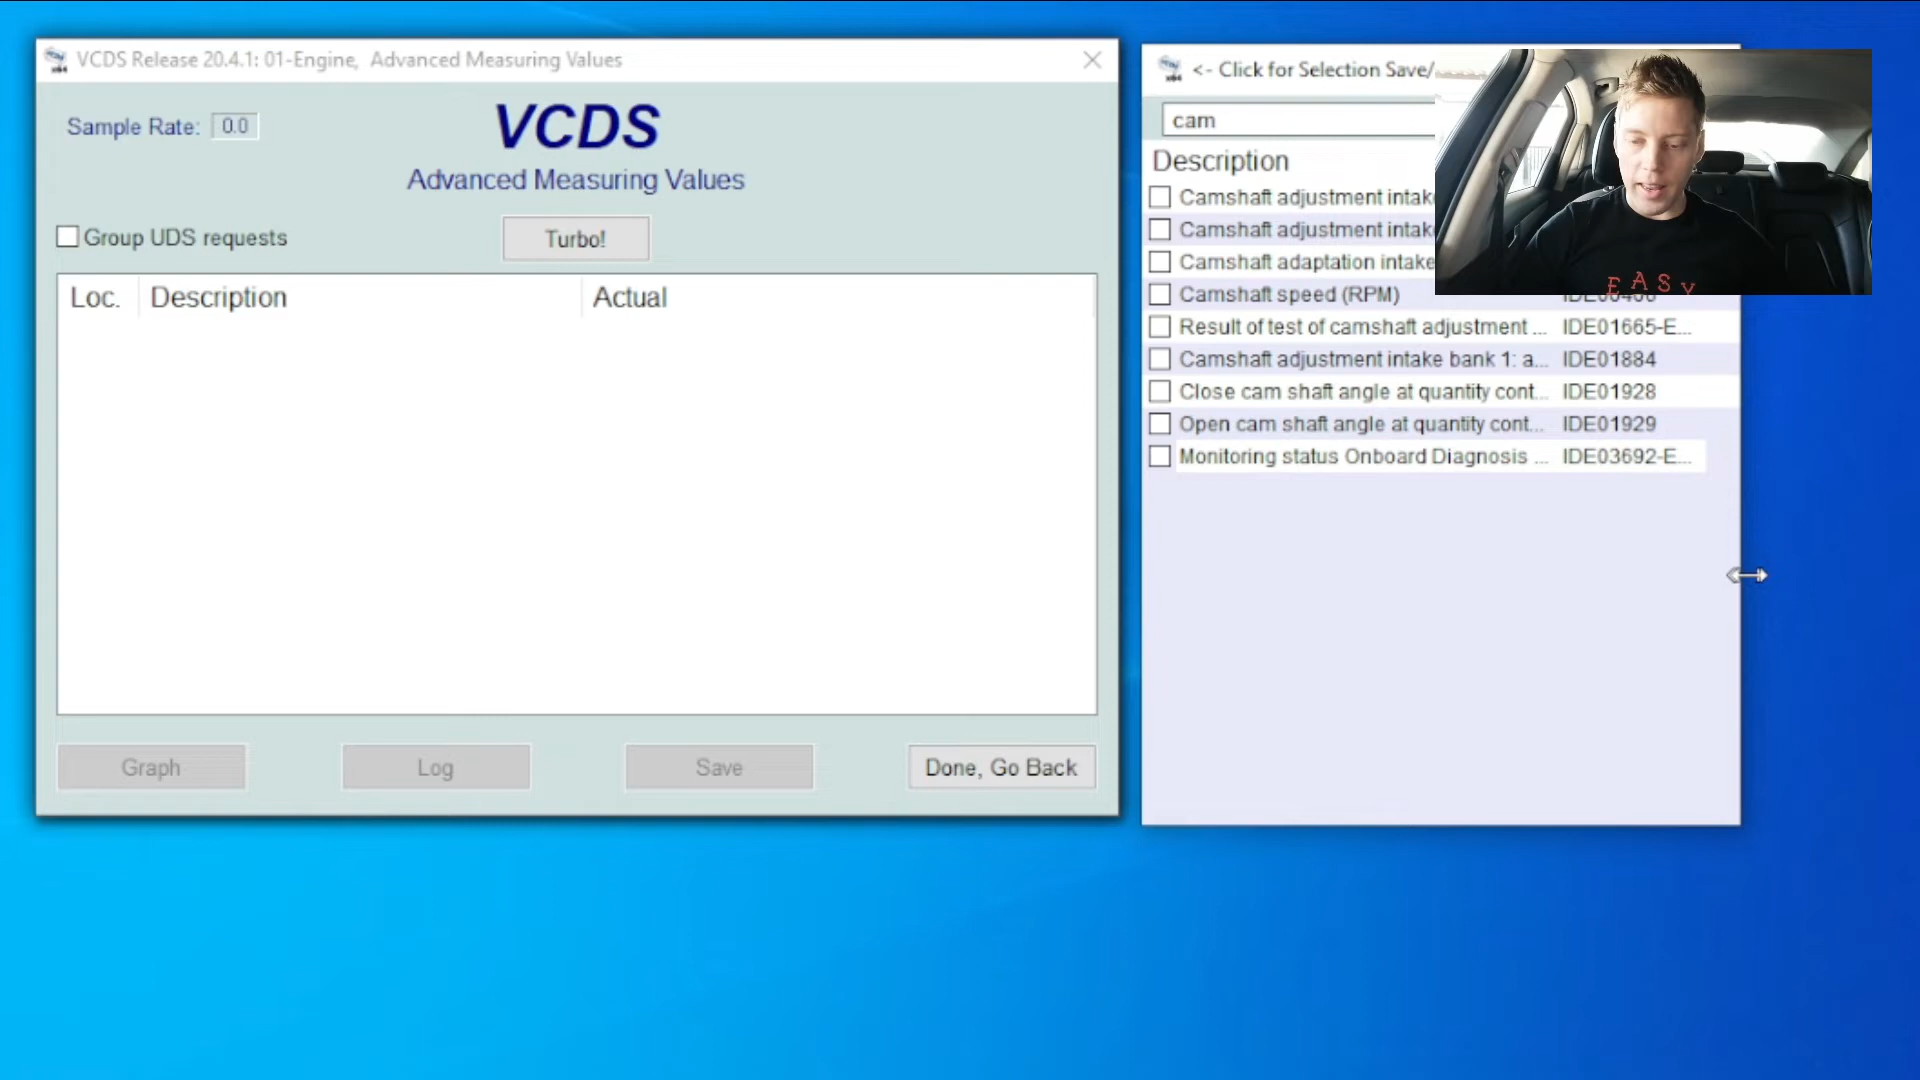 VCDS Release 20.4.1: 01-Engine, Advanced Measuring Values
Sample Rate: 0.0
VCDS
Advanced Measuring Values
Group UDS requests
Turbo!
Loc. Description Actual
Graph Log Save Done, Go Back
<- Click for Selection Save/
cam
Description
Camshaft adjustment intak
Camshaft adjustment intak
Camshaft adaptation intake
Camshaft speed (RPM)
Result of test of camshaft adjustment ... IDE01665-E...
Camshaft adjustment intake bank 1: a... IDE01884
Close cam shaft angle at quantity cont... IDE01928
Open cam shaft angle at quantity cont... IDE01929
Monitoring status Onboard Diagnosis ... IDE03692-E...
EASY